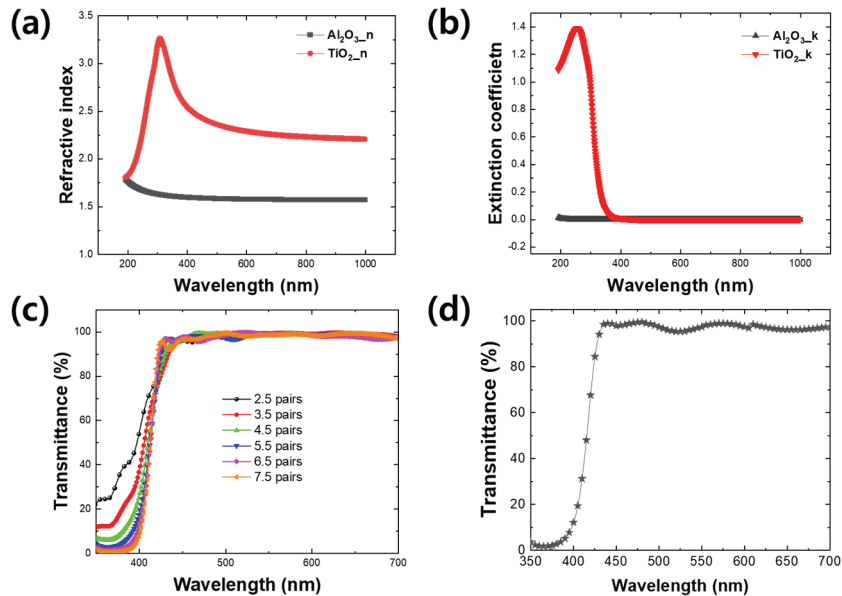 (a)
3.5
3.0
2.5
2.0
1.5
1.0
Refractive index
Al₂O₃_n
TiO₂_n
200 400 600 800 1000
Wavelength (nm)
(b)
1.4
1.2
1.0
0.8
0.6
0.4
0.2
0.0
-0.2
Extinction coefficietn
Al₂O₃_k
TiO₂_k
200 400 600 800 1000
Wavelength (nm)
(c)
100
80
60
40
20
0
Transmittance (%)
2.5 pairs
3.5 pairs
4.5 pairs
5.5 pairs
6.5 pairs
7.5 pairs
400 500 600 700
Wavelength (nm)
(d)
100
80
60
40
20
0
Transmittance (%)
350 400 450 500 550 600 650 700
Wavelength (nm)